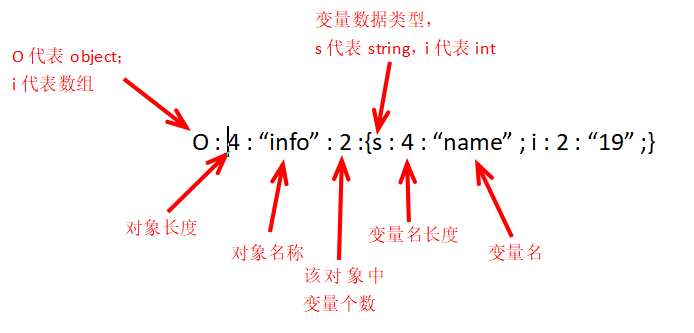 变量数据类型，
s 代表 string，i 代表 int
O 代表 object；
i 代表数组
O : 4 : “info” : 2 :{s : 4 : “name” ; i : 2 : “19” ;}
对象长度
对象名称
该对象中
变量个数
变量名长度
变量名